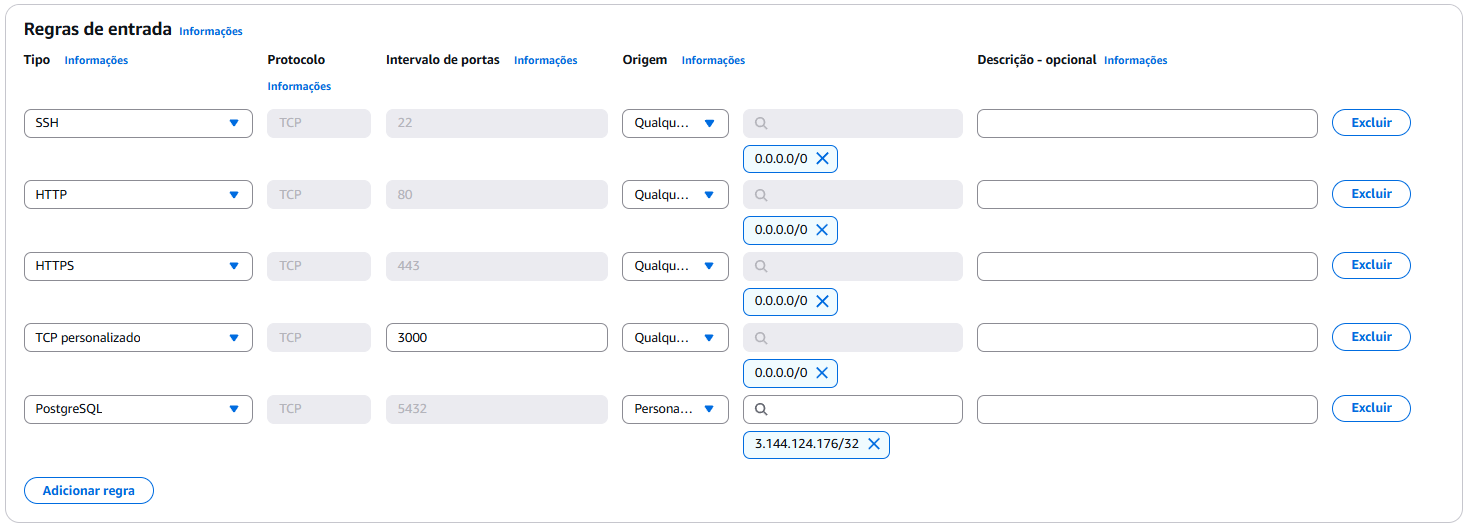 Regras de entrada Informações
Tipo Informações Protocolo Informações Intervalo de portas Informações Origem Informações Descrição - opcional Informações
SSH TCP 22 Qualqu... Excluir
0.0.0.0/0
HTTP TCP 80 Qualqu... Excluir
0.0.0.0/0
HTTPS TCP 443 Qualqu... Excluir
0.0.0.0/0
TCP personalizado TCP 3000 Qualqu... Excluir
0.0.0.0/0
PostgreSQL TCP 5432 Persona... Excluir
3.144.124.176/32
Adicionar regra